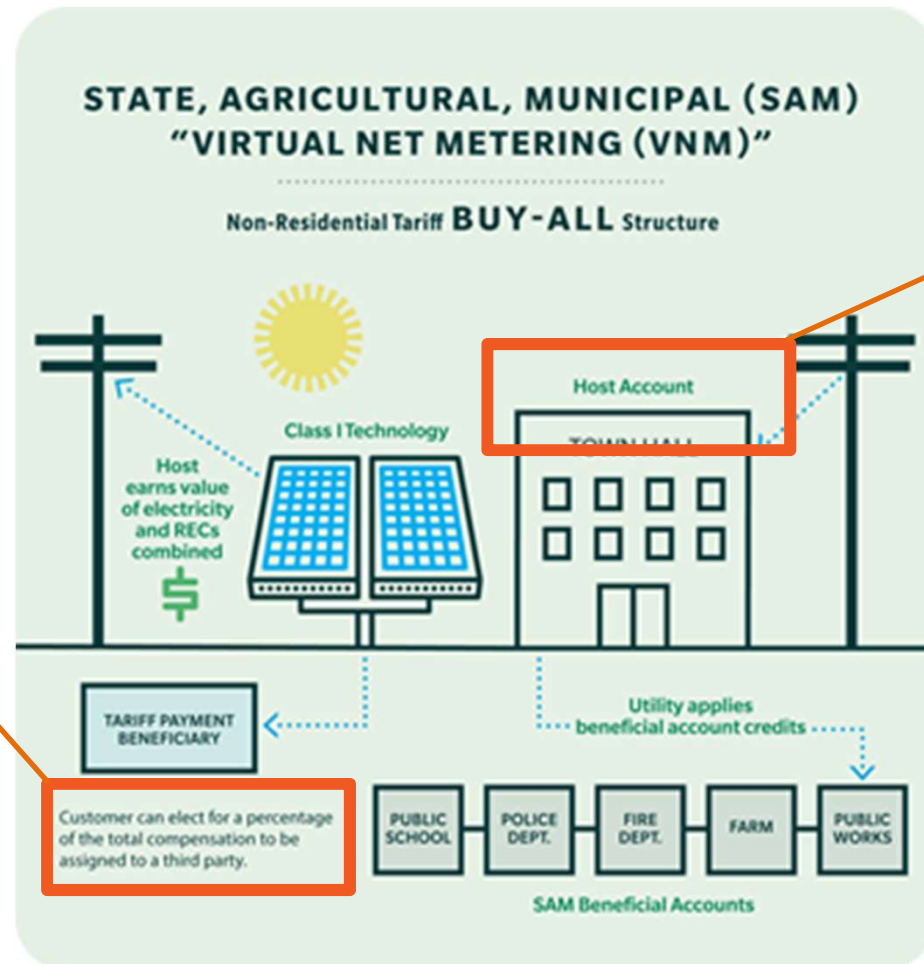 STATE, AGRICULTURAL, MUNICIPAL (SAM)
“VIRTUAL NET METERING (VNM)”
Non-Residential Tariff BUY-ALL Structure
Host Account
Class I Technology
TOWN HALL
Host
earns value
of electricity
and RECs
combined
$
TARIFF PAYMENT
BENEFICIARY
Utility applies
beneficial account credits
Customer can elect for a percentage
of the total compensation to be
assigned to a third party.
PUBLIC
SCHOOL
POLICE
DEPT.
FIRE
DEPT.
FARM
PUBLIC
WORKS
SAM Beneficial Accounts